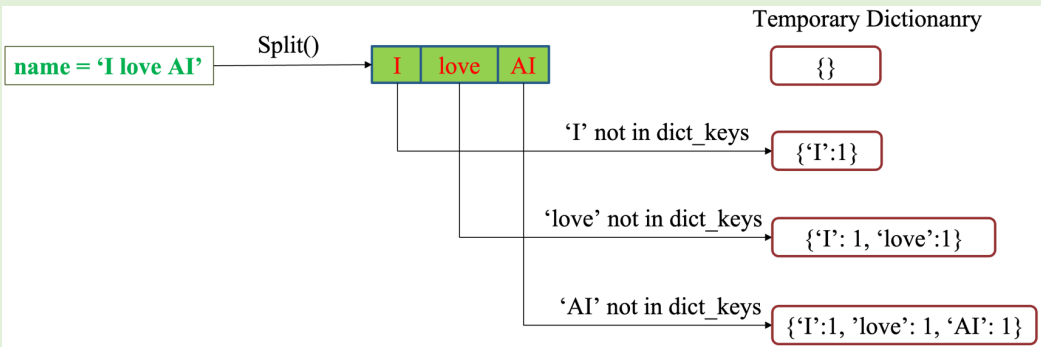 Temporary Dictionanry
name = ‘I love AI’
Split()
I love AI
{}
‘I’ not in dict_keys
{‘I’:1}
‘love’ not in dict_keys
{‘I’: 1, ‘love’:1}
‘AI’ not in dict_keys
{‘I’:1, ’love’: 1, ‘AI’: 1}